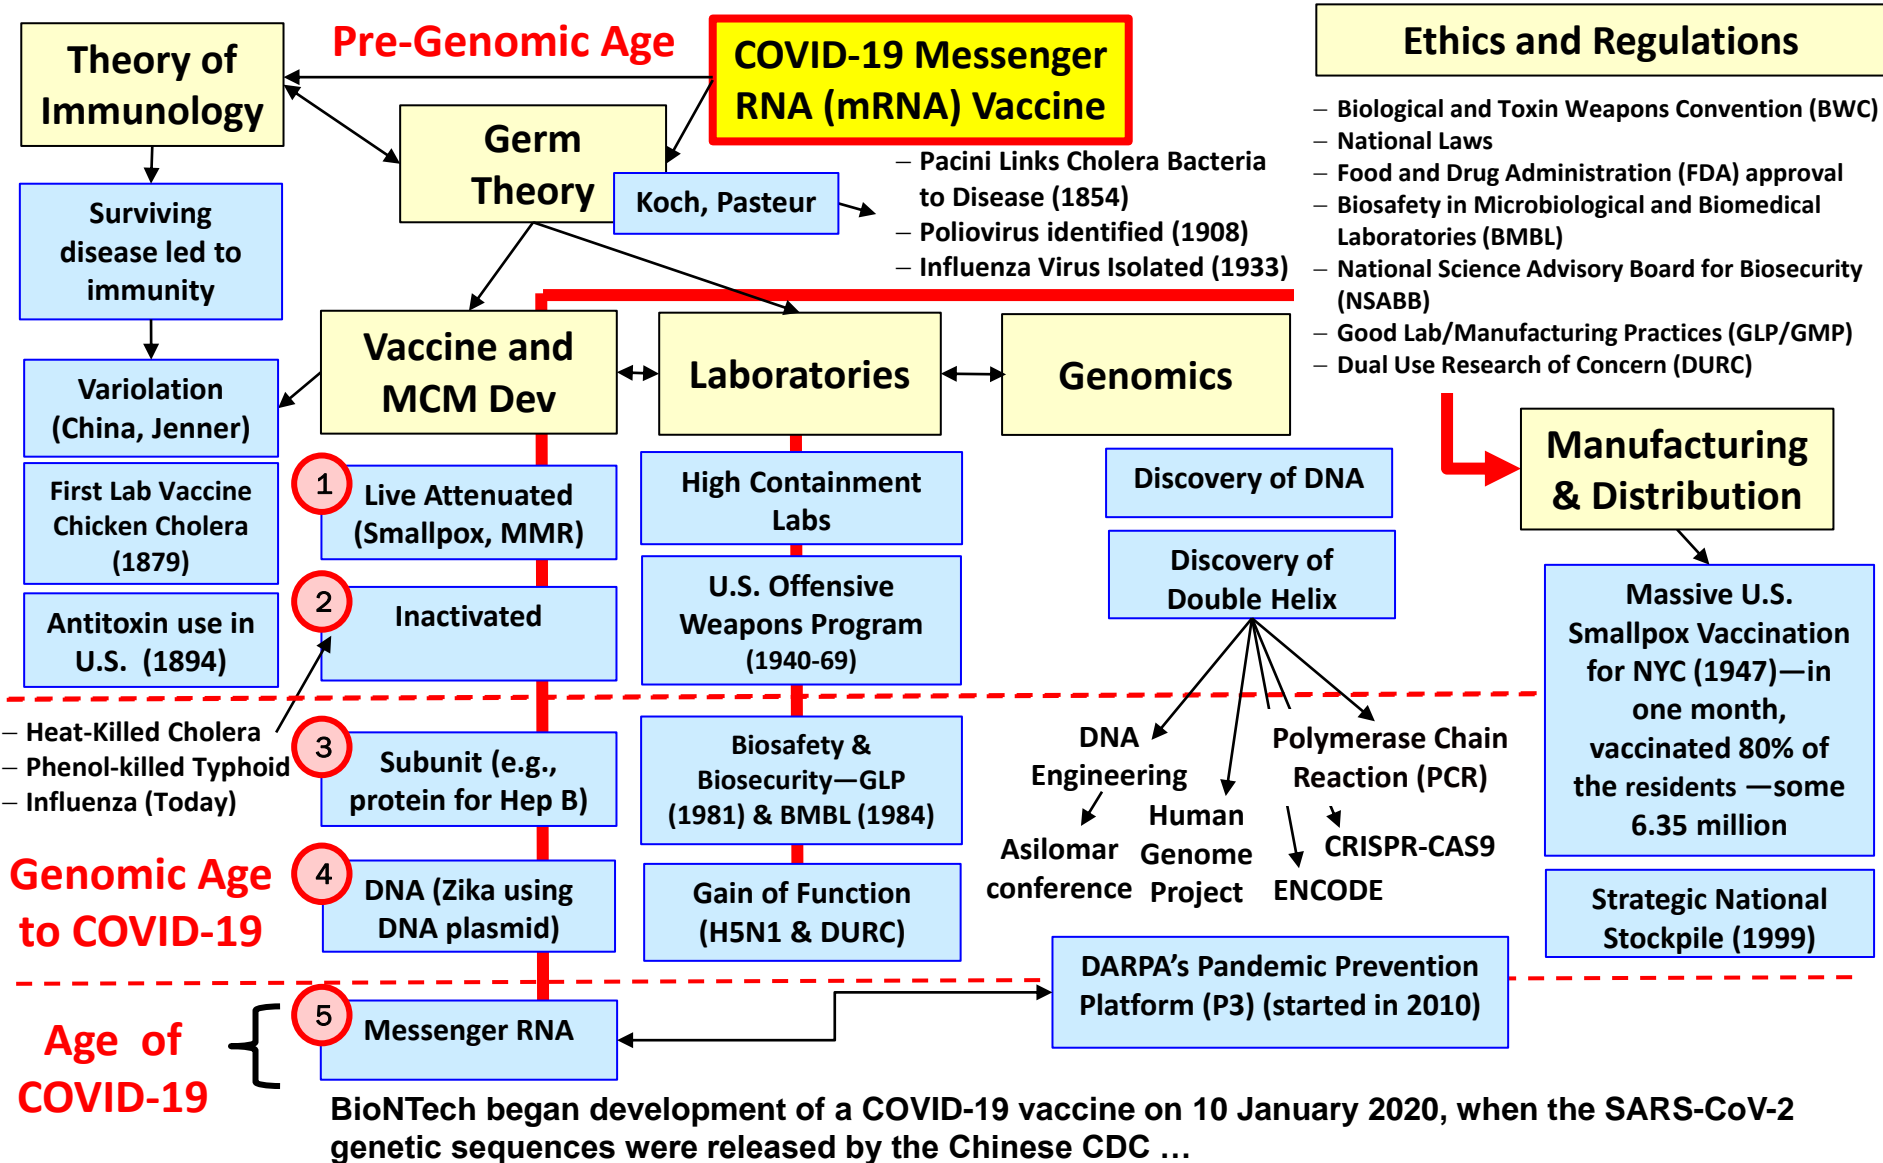 Pre-Genomic Age
Theory of
Immunology
COVID-19 Messenger
RNA (mRNA) Vaccine
Ethics and Regulations
– Biological and Toxin Weapons Convention (BWC)
– National Laws
– Food and Drug Administration (FDA) approval
– Biosafety in Microbiological and Biomedical
Laboratories (BMBL)
– National Science Advisory Board for Biosecurity
(NSABB)
– Good Lab/Manufacturing Practices (GLP/GMP)
– Dual Use Research of Concern (DURC)
Germ
Theory
Koch, Pasteur
– Pacini Links Cholera Bacteria
to Disease (1854)
– Poliovirus identified (1908)
– Influenza Virus Isolated (1933)
Surviving
disease led to
immunity
Variolation
(China, Jenner)
First Lab Vaccine
Chicken Cholera
(1879)
Antitoxin use in
U.S. (1894)
Vaccine and
MCM Dev
Laboratories
Genomics
Manufacturing
& Distribution
1
Live Attenuated
(Smallpox, MMR)
2
Inactivated
– Heat-Killed Cholera
– Phenol-killed Typhoid
– Influenza (Today)
3
Subunit (e.g.,
protein for Hep B)
4
DNA (Zika using
DNA plasmid)
5
Messenger RNA
High Containment
Labs
U.S. Offensive
Weapons Program
(1940-69)
Biosafety &
Biosecurity—GLP
(1981) & BMBL (1984)
Gain of Function
(H5N1 & DURC)
Discovery of DNA
Discovery of
Double Helix
DNA
Engineering
Asilomar
conference
Human
Genome
Project
Polymerase Chain
Reaction (PCR)
CRISPR-CAS9
ENCODE
DARPA’s Pandemic Prevention
Platform (P3) (started in 2010)
Massive U.S.
Smallpox Vaccination
for NYC (1947)—in
one month,
vaccinated 80% of
the residents —some
6.35 million
Strategic National
Stockpile (1999)
Genomic Age
to COVID-19
Age of
COVID-19
BioNTech began development of a COVID-19 vaccine on 10 January 2020, when the SARS-CoV-2
genetic sequences were released by the Chinese CDC …